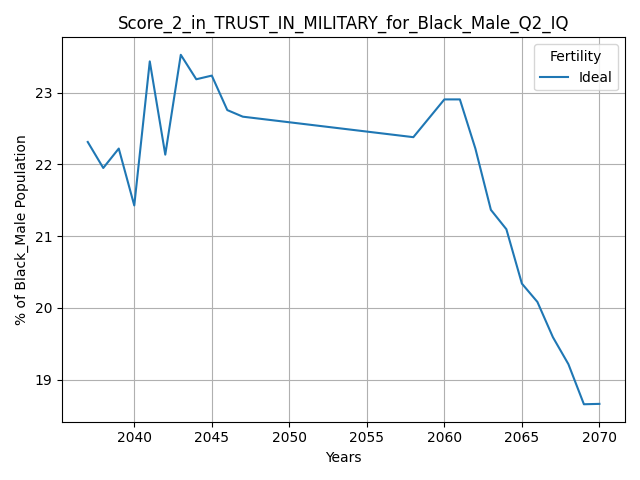 Score_2_in_TRUST_IN_MILITARY_for_Black_Male_Q2_IQ
Fertility
Ideal
% of Black_Male Population
23
22
21
20
19
2040
2045
2050
2055
2060
2065
2070
Years